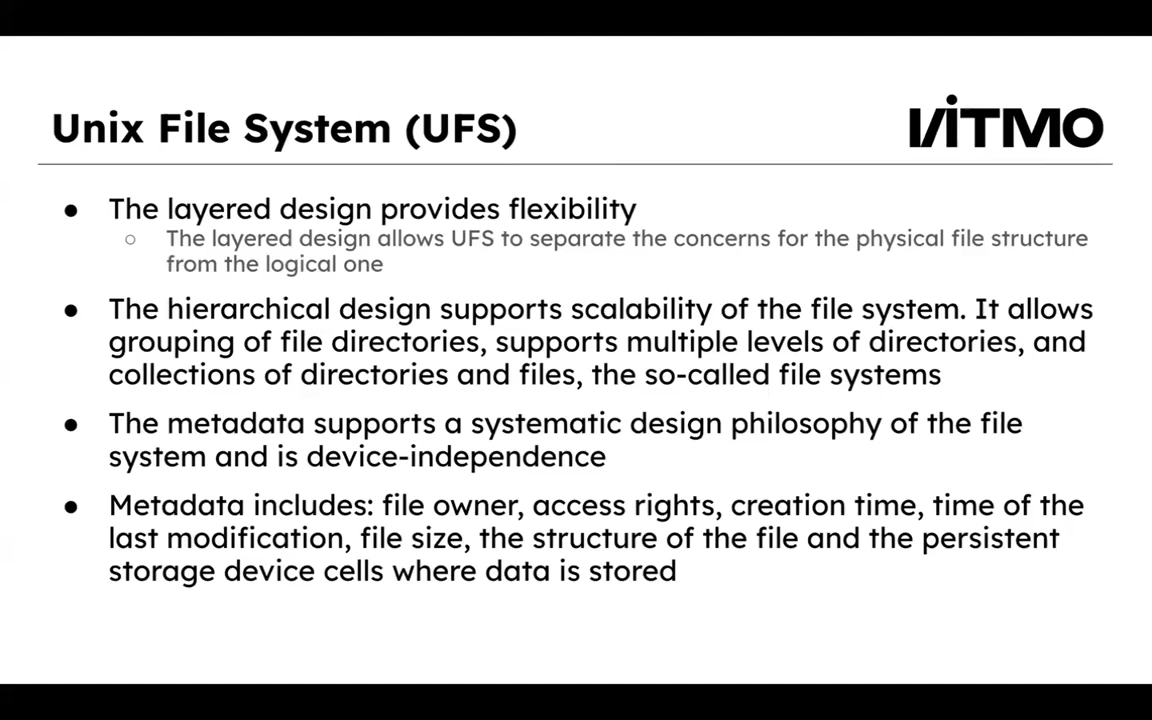 Unix File System (UFS)
ITMO
● The layered design provides flexibility
○ The layered design allows UFS to separate the concerns for the physical file structure
from the logical one
● The hierarchical design supports scalability of the file system. It allows
grouping of file directories, supports multiple levels of directories, and
collections of directories and files, the so-called file systems
● The metadata supports a systematic design philosophy of the file
system and is device-independence
● Metadata includes: file owner, access rights, creation time, time of the
last modification, file size, the structure of the file and the persistent
storage device cells where data is stored